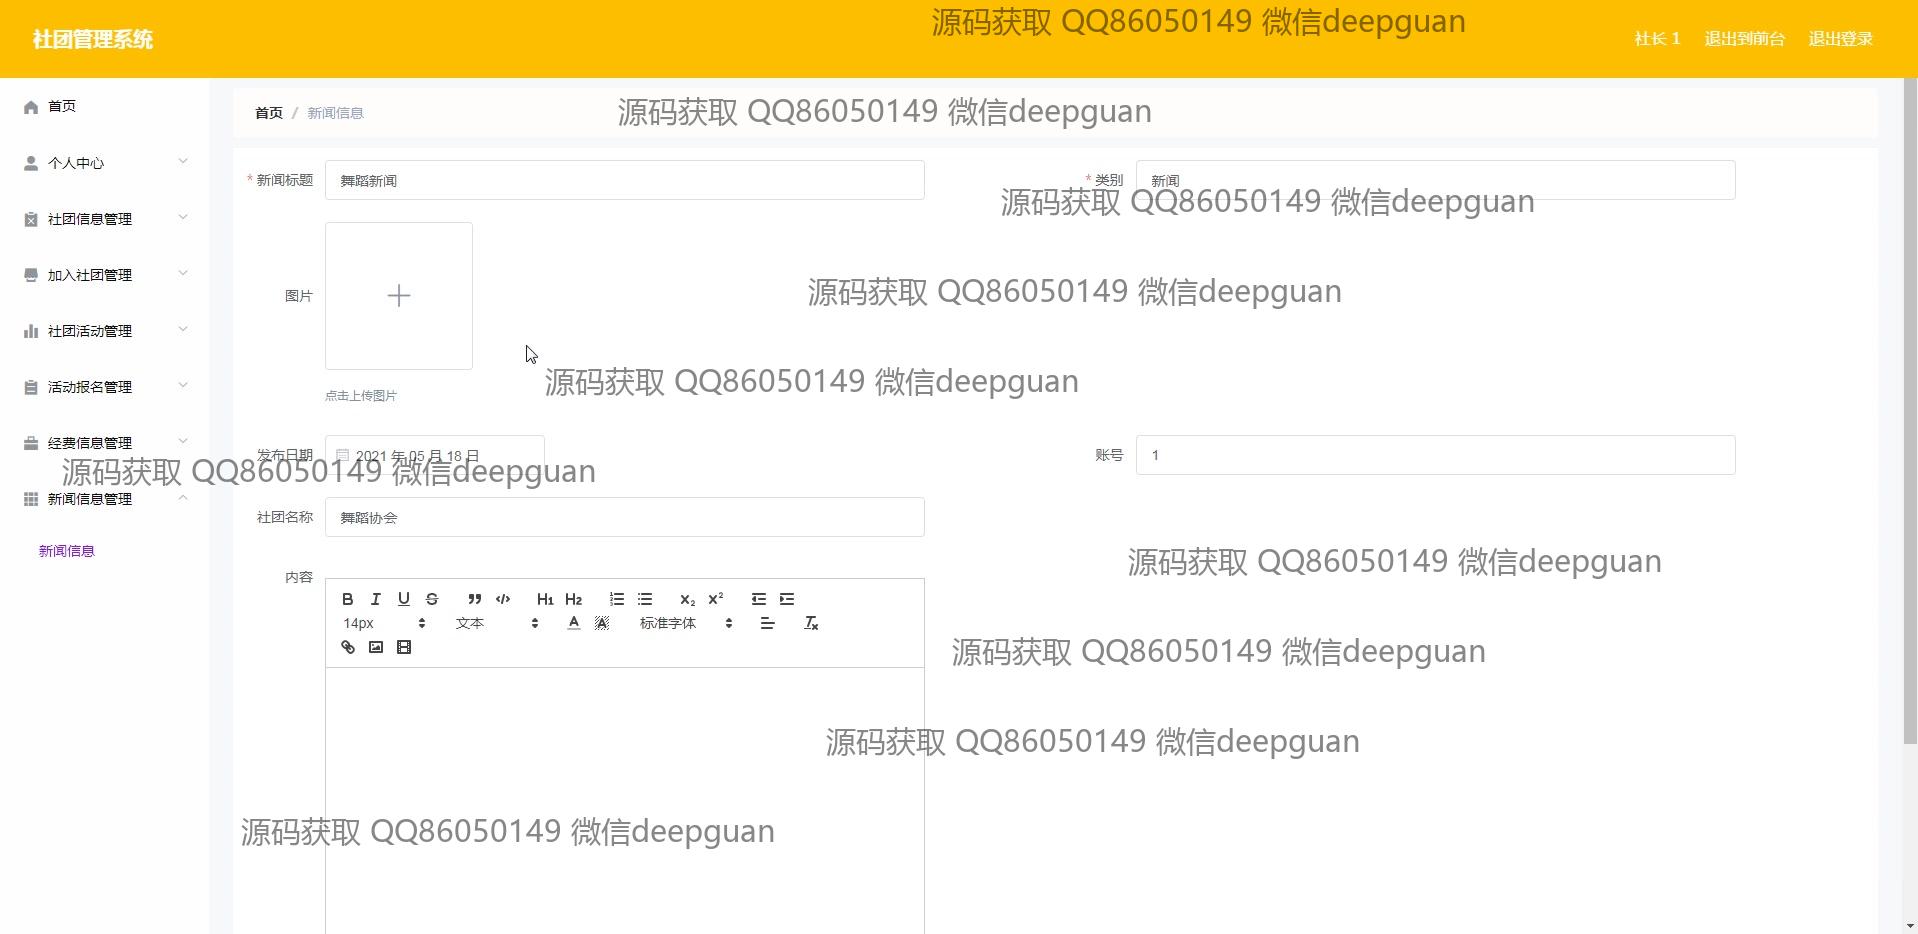 源码获取 QQ86050149 微信deepguan
社团管理系统
社长 1 退出到前台 退出登录
首页
个人中心
社团信息管理
加入社团管理
社团活动管理
活动报名管理
经费信息管理
新闻信息管理
新闻信息
首页 / 新闻信息
源码获取 QQ86050149 微信deepguan
* 新闻标题 舞蹈新闻
* 类别 新闻
源码获取 QQ86050149 微信deepguan
图片
源码获取 QQ86050149 微信deepguan
点击上传图片
源码获取 QQ86050149 微信deepguan
发布日期 2021 年 05 月 18 日
账号 1
源码获取 QQ86050149 微信deepguan
社团名称 舞蹈协会
源码获取 QQ86050149 微信deepguan
内容
B I U S ” </> H1 H2 X2 X2
14px 文本 A A 标准字体 Tx
源码获取 QQ86050149 微信deepguan
源码获取 QQ86050149 微信deepguan
源码获取 QQ86050149 微信deepguan